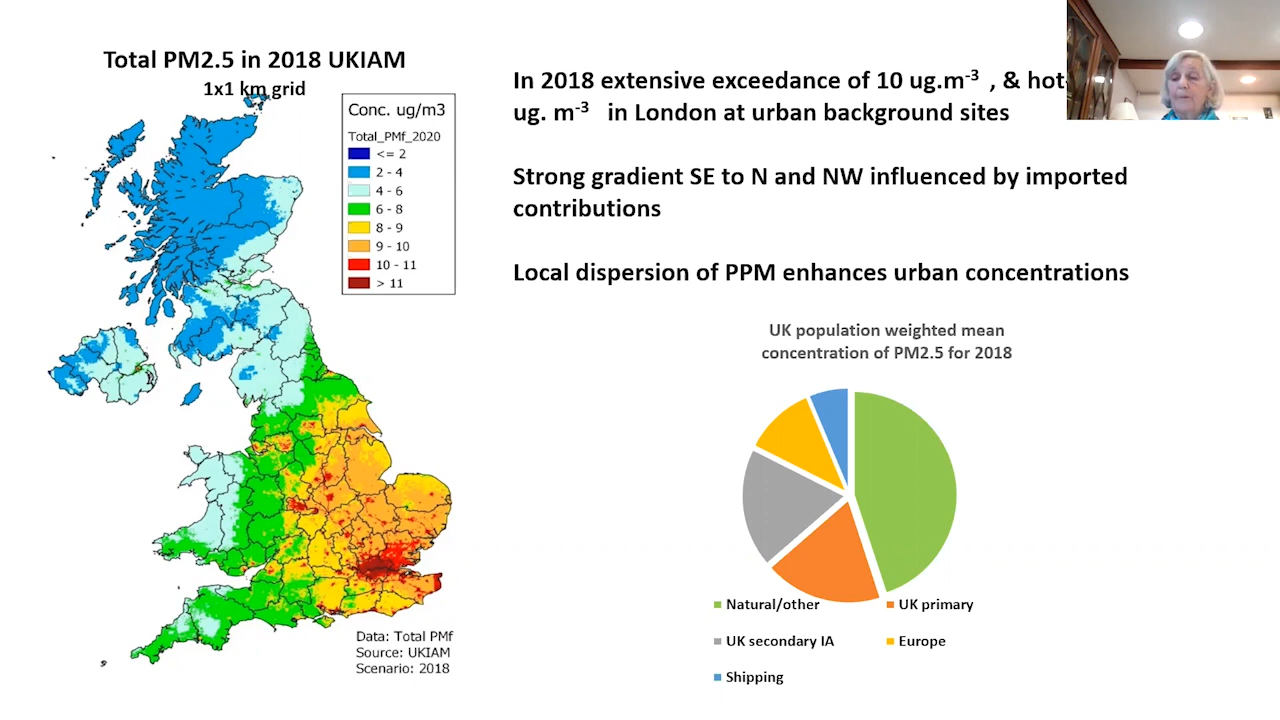 Total PM2.5 in 2018 UKIAM
1x1 km grid
Conc. ug/m3
Total_PMf_2020
<= 2
2 - 4
4 - 6
6 - 8
8 - 9
9 - 10
10 - 11
> 11
Data: Total PMf
Source: UKIAM
Scenario: 2018
In 2018 extensive exceedance of 10 ug.m-3 , & hot-
ug. m-3 in London at urban background sites
Strong gradient SE to N and NW influenced by imported
contributions
Local dispersion of PPM enhances urban concentrations
UK population weighted mean
concentration of PM2.5 for 2018
Natural/other
UK primary
UK secondary IA
Europe
Shipping